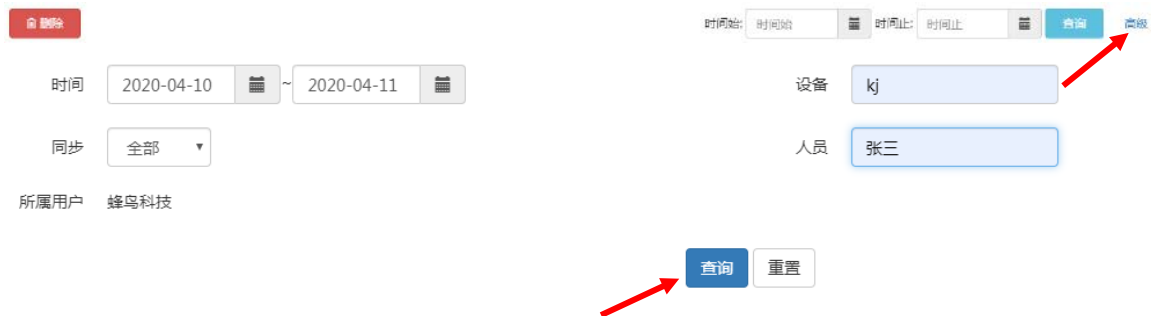 删除 时间始: 时间始 时间止: 时间止 查询 高级
时间 2020-04-10 ~ 2020-04-11 设备 kj
同步 全部 人员 张三
所属用户 蜂鸟科技
查询 重置